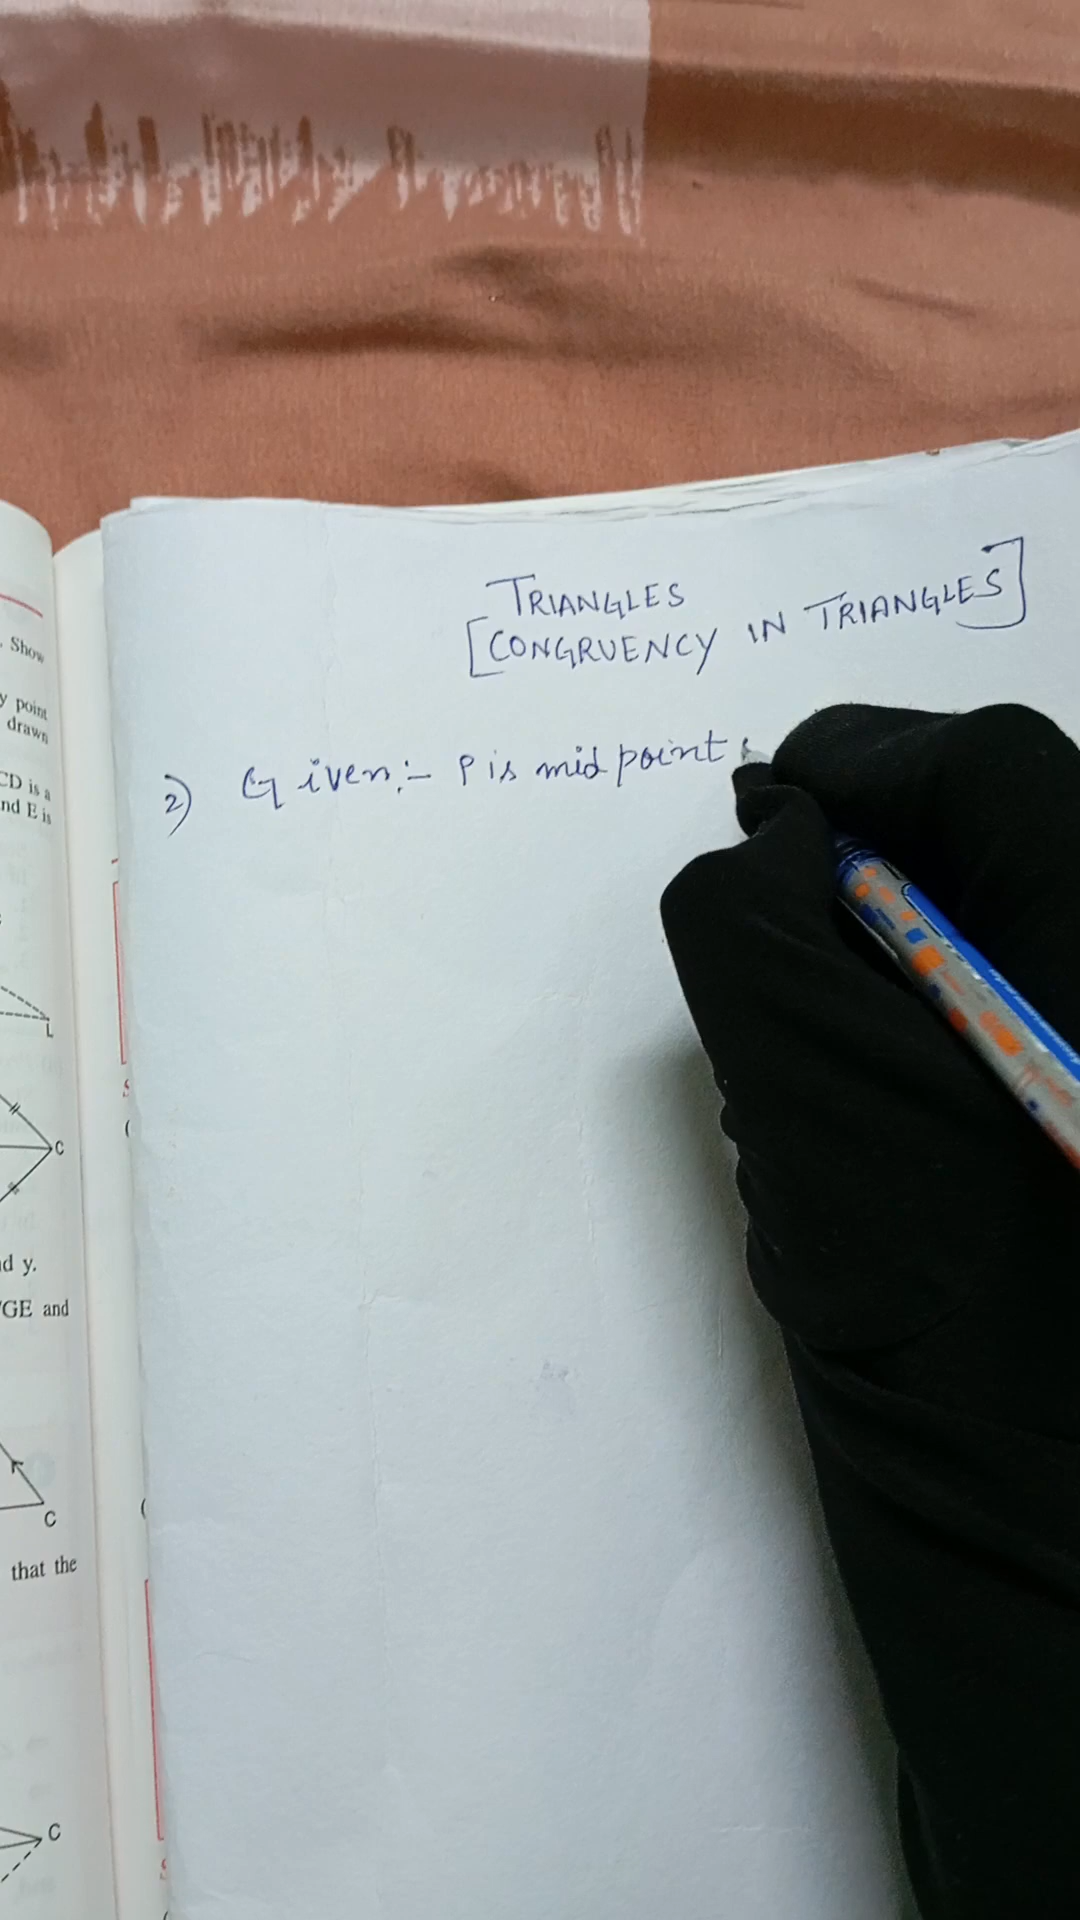 TRIANGLES
[CONGRUENCY IN TRIANGLES]
2) Given:- P is mid point
. Show
y point
drawn
CD is a
nd E is
L
C
d y.
GE and
C
that the
C